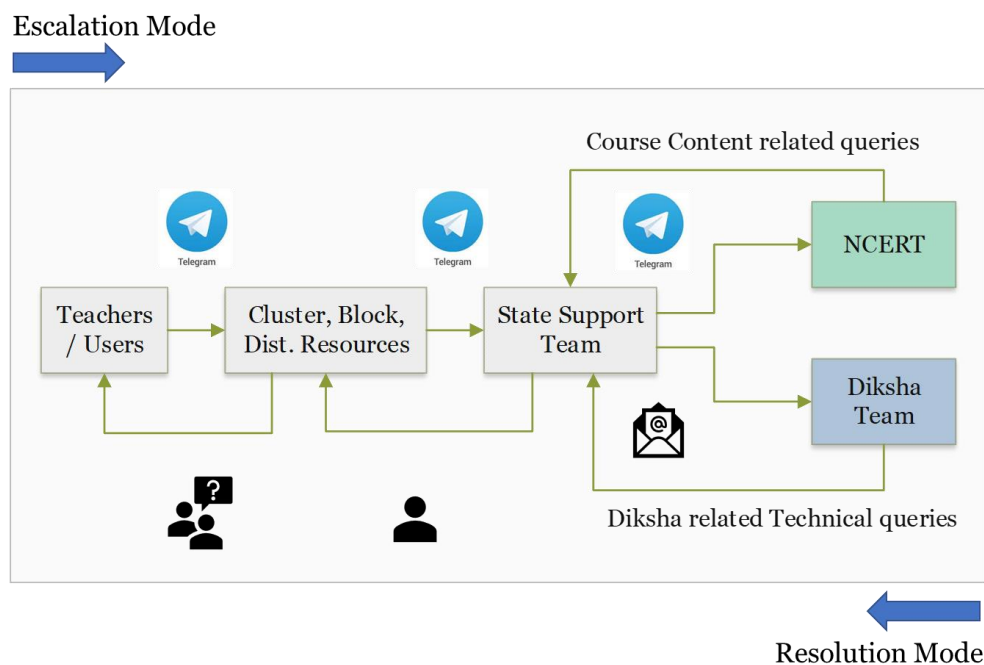 Escalation Mode
Course Content related queries
Telegram
Telegram
Telegram
NCERT
Teachers
/ Users
Cluster, Block,
Dist. Resources
State Support
Team
Diksha
Team
@
?
Diksha related Technical queries
Resolution Mode